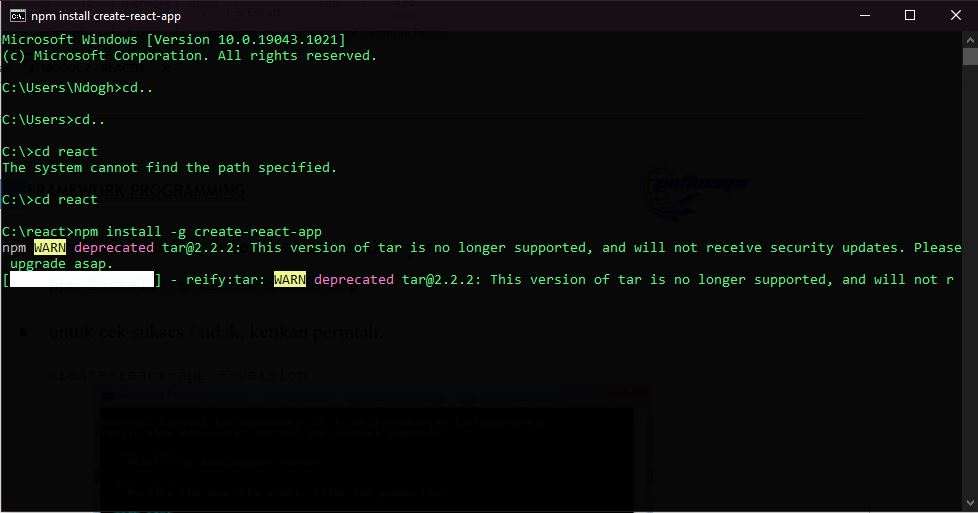 npm install create-react-app
Microsoft Windows [Version 10.0.19043.1021]
(c) Microsoft Corporation. All rights reserved.
C:\Users\Ndogh>cd..
C:\Users>cd..
C:\>cd react
The system cannot find the path specified.
FRAMEWORK PROGRAMMING
C:\>cd react
C:\react>npm install -g create-react-app
npm WARN deprecated tar@2.2.2: This version of tar is no longer supported, and will not receive security updates. Please
 upgrade asap.
[ ] - reify:tar: WARN deprecated tar@2.2.2: This version of tar is no longer supported, and will not r
• untuk cek sukses / tidak, ketikan perintah:
create-react-app --version